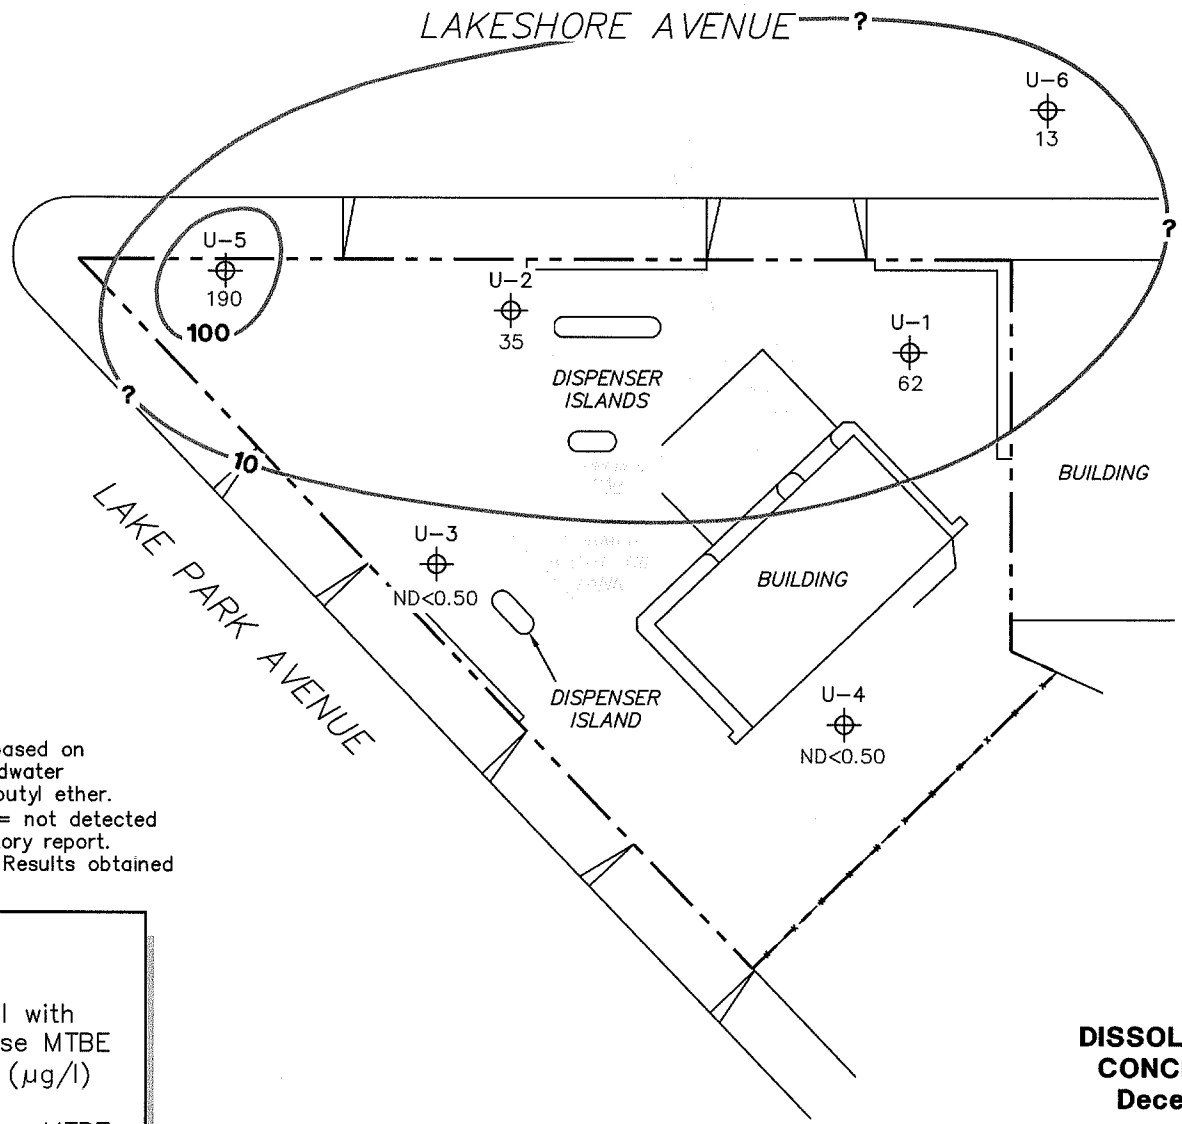 LAKESHORE AVENUE
?
U-6
13
?
U-5
190
100
U-2
35
U-1
62
DISPENSER
ISLANDS
?
10
BUILDING
LAKE PARK AVENUE
U-3
ND<0.50
BUILDING
DISPENSER
ISLAND
U-4
ND<0.50
ased on
dwater
butyl ether.
= not detected
tory report.
Results obtained
l with
se MTBE
(µg/l)
MTBE
DISSOL
CONC
Dece